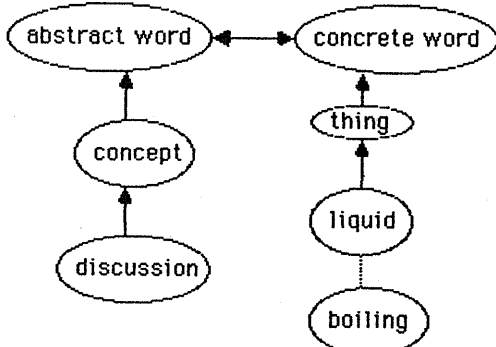 abstract word
concrete word
thing
concept
liquid
discussion
boiling